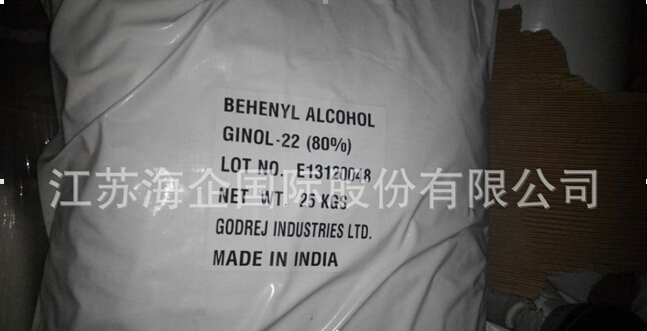 BEHENYL ALCOHOL
GINOL-22 (80%)
LOT NO. E13120048
江苏海企国际股份有限公司
NET WT. 25 KGS
GODREJ INDUSTRIES LTD.
MADE IN INDIA